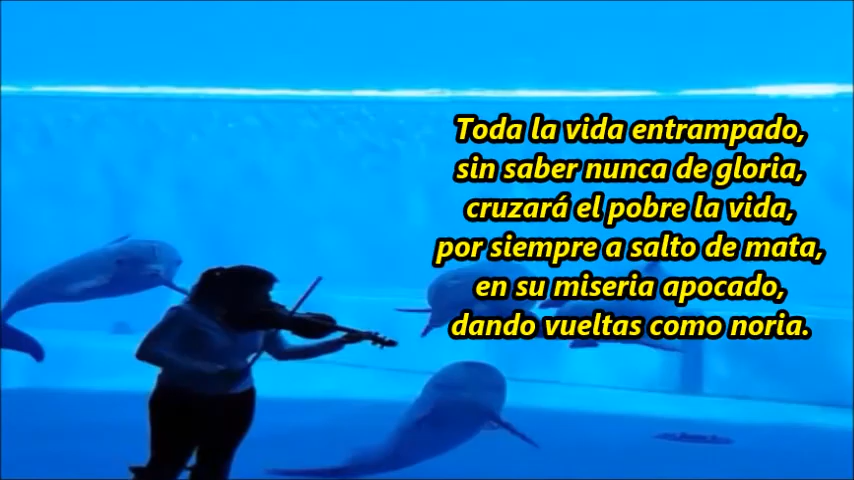 Toda la vida entrampado,
sin saber nunca de gloria,
cruzará el pobre la vida,
por siempre a salto de mata,
en su miseria apocado,
dando vueltas como noria.